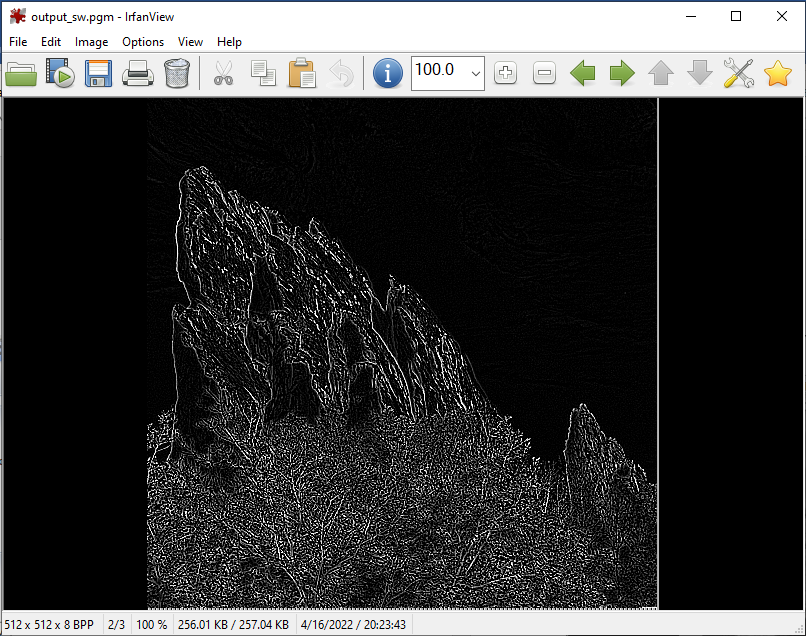 output_sw.pgm - IrfanView
File Edit Image Options View Help
100.0
512 x 512 x 8 BPP 2/3 100 % 256.01 KB / 257.04 KB 4/16/2022 / 20:23:43